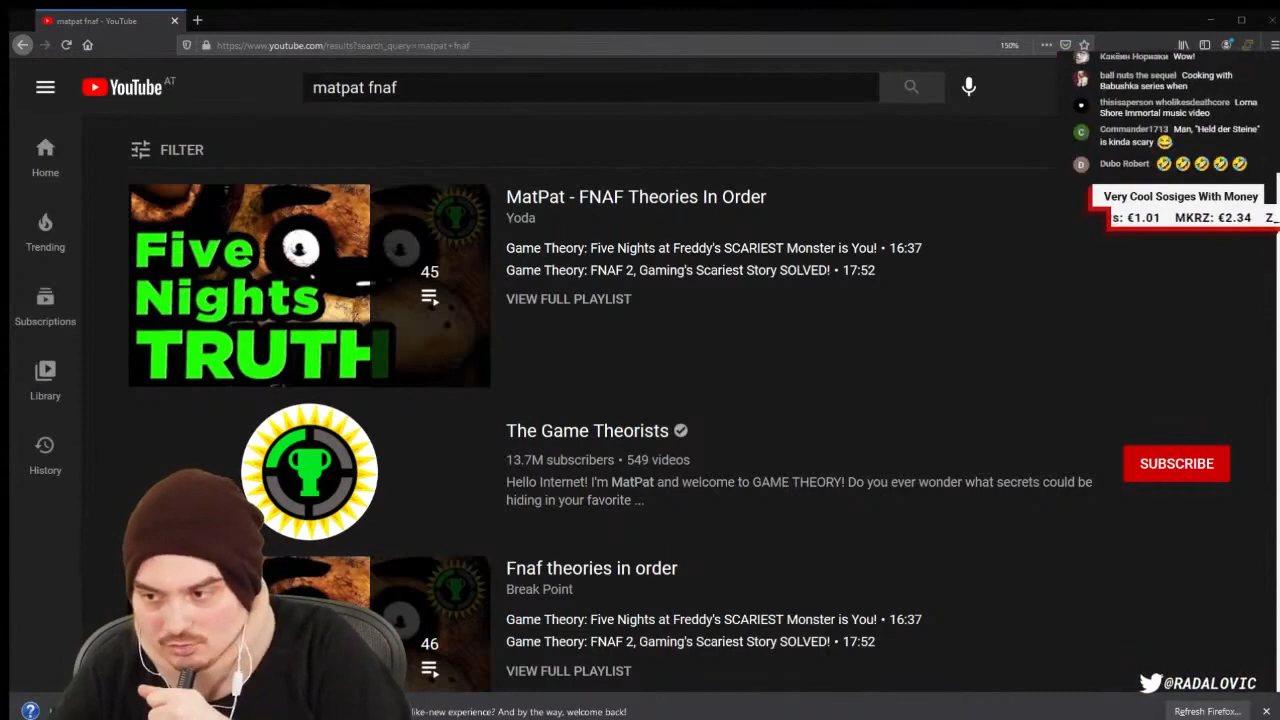 matpat fnaf - YouTube
https://www.youtube.com/results?search_query=matpat+fnaf
150%
YouTube AT
matpat fnaf
Какёин Нориаки Wow!
ball nuts the sequel Cooking with
Babushka series when
thisisaperson wholikesdeathcore Lorna
Shore Immortal music video
C Commander1713 Man, "Held der Steine"
is kinda scary 😂
D Dubo Robert 🤣🤣🤣🤣🤣
Very Cool Sosiges With Money
s: €1.01 MKRZ: €2.34 Z_
Home
Trending
Subscriptions
Library
History
FILTER
Five
Nights
TRUTH
45
MatPat - FNAF Theories In Order
Yoda
Game Theory: Five Nights at Freddy's SCARIEST Monster is You! • 16:37
Game Theory: FNAF 2, Gaming's Scariest Story SOLVED! • 17:52
VIEW FULL PLAYLIST
The Game Theorists
13.7M subscribers • 549 videos
Hello Internet! I'm MatPat and welcome to GAME THEORY! Do you ever wonder what secrets could be
hiding in your favorite ...
SUBSCRIBE
46
Fnaf theories in order
Break Point
Game Theory: Five Nights at Freddy's SCARIEST Monster is You! • 16:37
Game Theory: FNAF 2, Gaming's Scariest Story SOLVED! • 17:52
VIEW FULL PLAYLIST
@RADALOVIC
like-new experience? And by the way, welcome back!
Refresh Firefox...